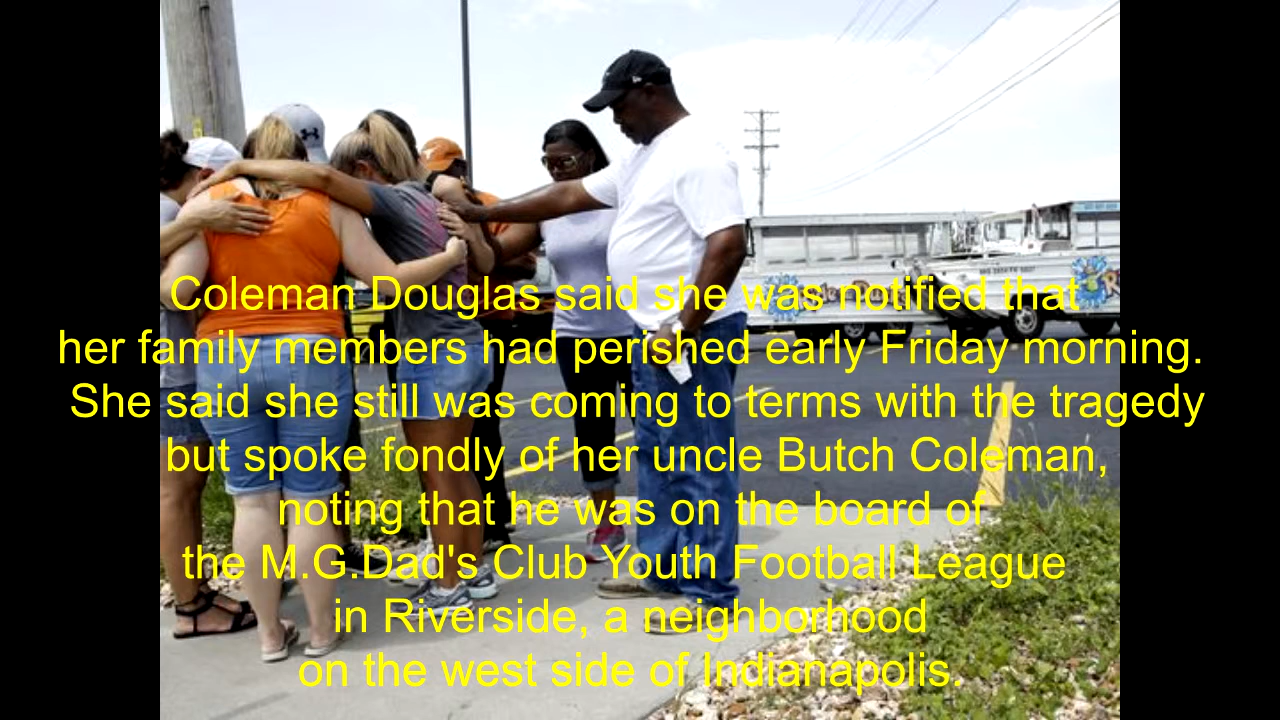 Coleman Douglas said she was notified that
her family members had perished early Friday morning.
She said she still was coming to terms with the tragedy
but spoke fondly of her uncle Butch Coleman,
noting that he was on the board of
the M.G.Dad's Club Youth Football League
in Riverside, a neighborhood
on the west side of Indianapolis.